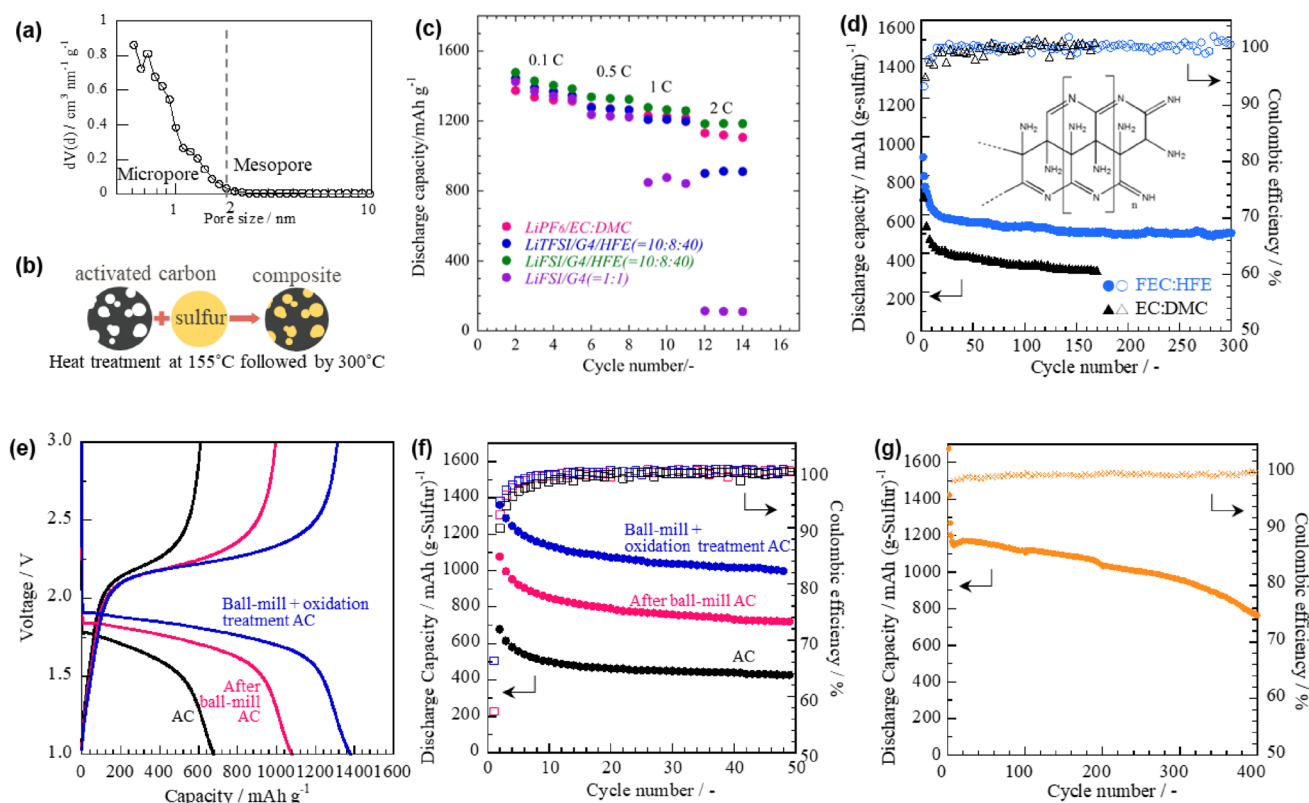 (a)
dV(d) / cm³ nm⁻¹ g⁻¹
1
0.8
0.6
0.4
0.2
0
Micropore
Mesopore
1
2
10
Pore size / nm
(b)
activated carbon
composite
sulfur
Heat treatment at 155°C followed by 300°C
(c)
Discharge capacity/mAh g⁻¹
1600
1200
800
400
0
0.1 C
0.5 C
1 C
2 C
LiPF₆/EC:DMC
LiTFSI/G4/HFE(=10:8:40)
LiFSI/G4/HFE(=10:8:40)
LiFSI/G4(=1:1)
0 2 4 6 8 10 12 14 16
Cycle number/-
(d)
Discharge capacity / mAh (g-sulfur)⁻¹
1600
1400
1200
1000
800
600
400
200
0
N
N
NH
NH₂
NH₂
NH₂
NH₂
NH₂
N
N
NH
n
FEC:HFE
EC:DMC
100
90
80
70
60
50
Coulombic efficiency / %
0 50 100 150 200 250 300
Cycle number / -
(e)
Voltage / V
3.0
2.5
2.0
1.5
1.0
Ball-mill + oxidation
treatment AC
After
ball-mill
AC
AC
0 200 400 600 800 1000 1200 1400 1600
Capacity / mAh g⁻¹
(f)
Discharge Capacity / mAh (g-Sulfur)⁻¹
1600
1400
1200
1000
800
600
400
200
0
Ball-mill +
oxidation treatment AC
After ball-mill AC
AC
100
90
80
70
60
50
Coulombic efficiency / %
0 10 20 30 40 50
Cycle number / -
(g)
Discharge Capacity / mAh (g-Sulfur)⁻¹
1600
1400
1200
1000
800
600
400
200
0
100
90
80
70
60
50
Coulombic efficiency / %
0 100 200 300 400
Cycle number / -